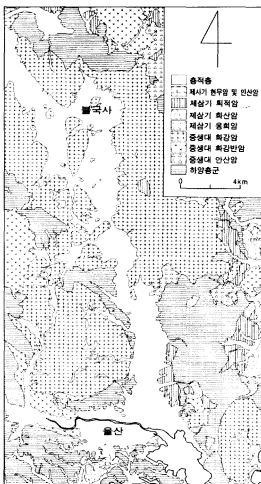 충적층
제사기 현무암 및 안산암
제삼기 퇴적암
제삼기 화산암
제삼기 응회암
중생대 화강암
중생대 화강반암
중생대 안산암
하양층군
0 4km
불국사
울산